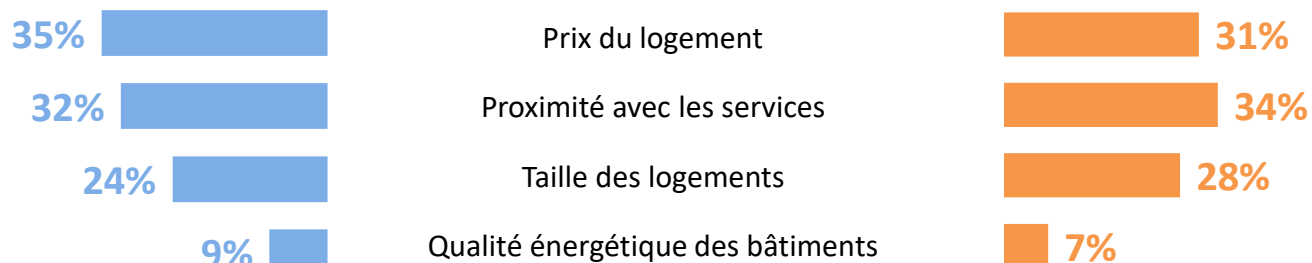 35% Prix du logement 31%
32% Proximité avec les services 34%
24% Taille des logements 28%
9% Qualité énergétique des bâtiments 7%